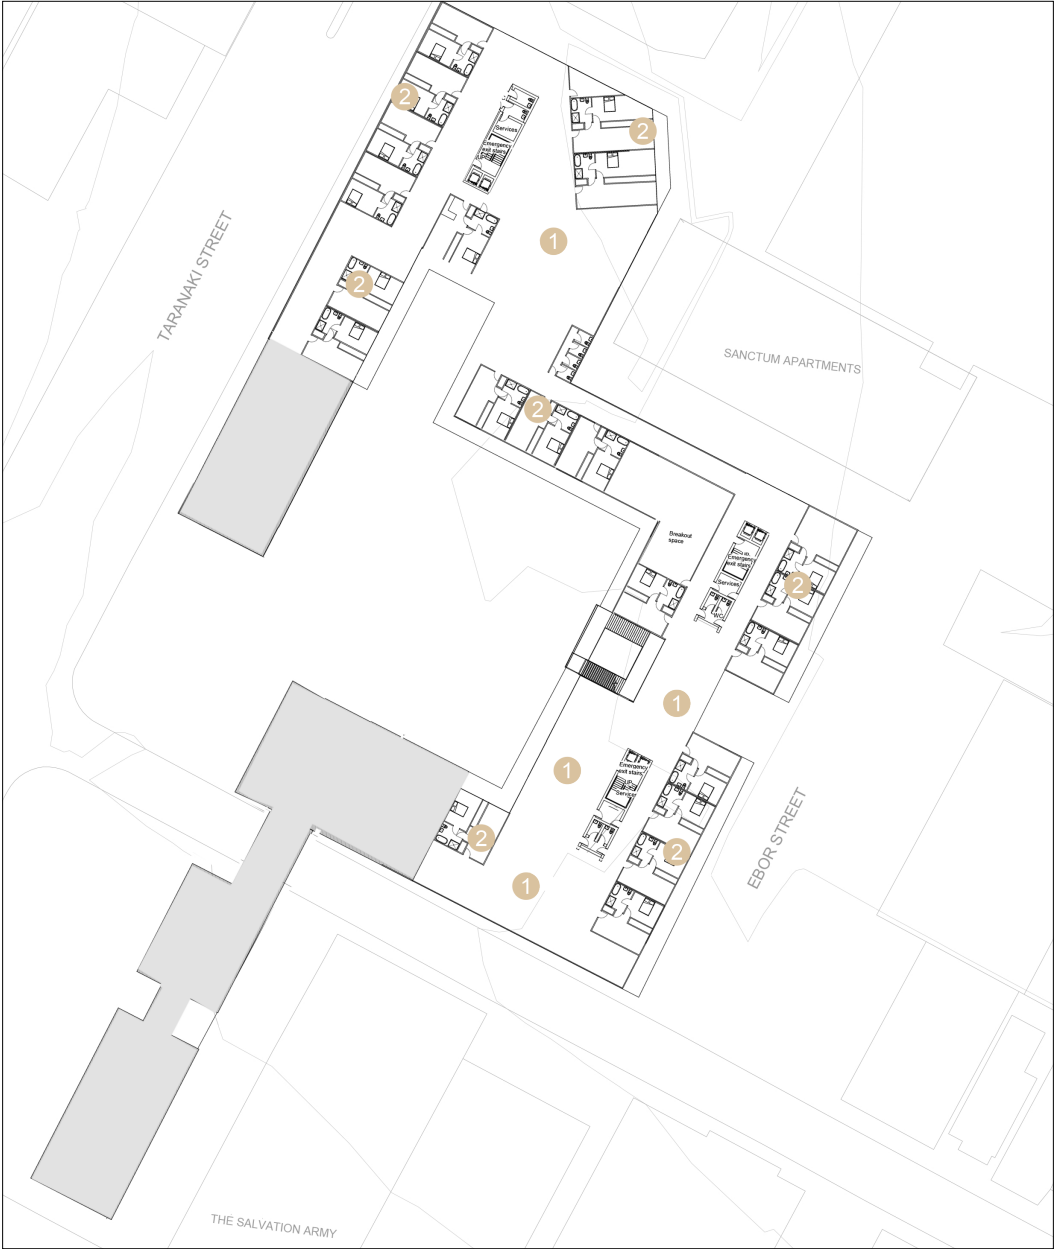 2
Services
Emergency
exit stairs
2
1
TARANAKI STREET
2
SANCTUM APARTMENTS
2
Breakout
space
Emergency
exit stairs
Services
2
WC
1
1
Emergency
exit stairs
UP
Services
EBOR STREET
2
2
1
THE SALVATION ARMY